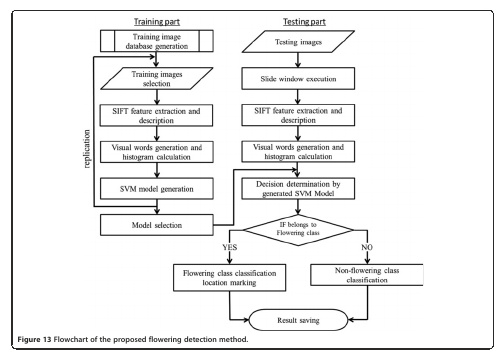 Training part
Training image
database generation
Training images
selection
SIFT feature extraction and
description
Visual words generation and
histogram calculation
SVM model generation
Model selection
replication
Testing part
Testing images
Slide window execution
SIFT feature extraction and
description
Visual words generation and
histogram calculation
Decision determination by
generated SVM Model
IF belongs to
Flowering class
YES
NO
Flowering class classification
location marking
Non-flowering class
classification
Result saving
Figure 13 Flowchart of the proposed flowering detection method.